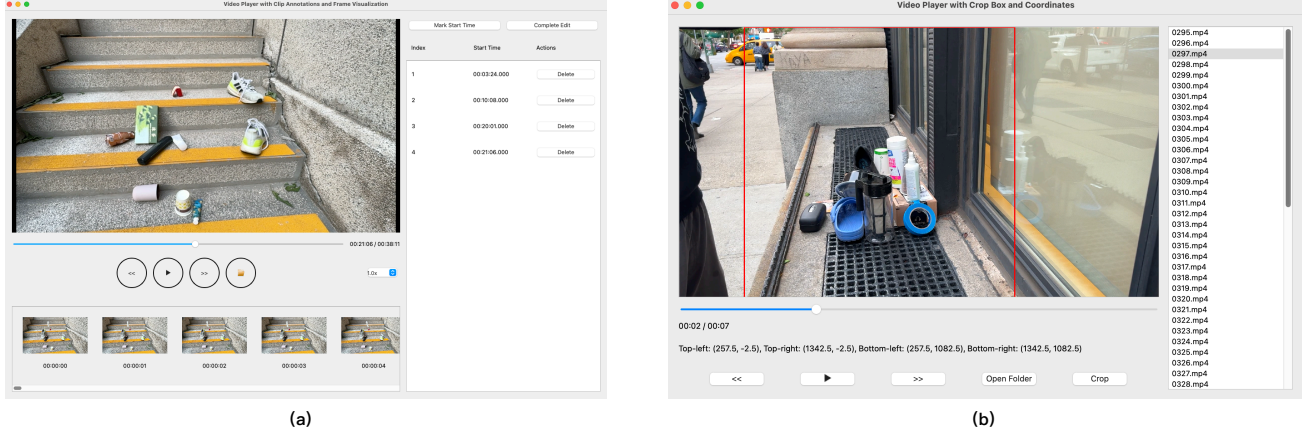 Video Player with Clip Annotations and Frame Visualization
Mark Start Time
Complete Edit
Index Start Time Actions
1 00:03:24.000 Delete
2 00:10:08.000 Delete
3 00:20:01.000 Delete
4 00:21:06.000 Delete
00:21:06 / 00:38:11
<< ▶ >>
1.0x
00:00:00 00:00:01 00:00:02 00:00:03 00:00:04
(a)
Video Player with Crop Box and Coordinates
0295.mp4
0296.mp4
0297.mp4
0298.mp4
0299.mp4
0300.mp4
0301.mp4
0302.mp4
0303.mp4
0304.mp4
0305.mp4
0306.mp4
0307.mp4
0308.mp4
0309.mp4
0310.mp4
0311.mp4
0312.mp4
0313.mp4
0314.mp4
0315.mp4
0316.mp4
0317.mp4
0318.mp4
0319.mp4
0320.mp4
0321.mp4
0322.mp4
0323.mp4
0324.mp4
0325.mp4
0326.mp4
0327.mp4
0328.mp4
00:02 / 00:07
Top-left: (257.5, -2.5), Top-right: (1342.5, -2.5), Bottom-left: (257.5, 1082.5), Bottom-right: (1342.5, 1082.5)
<< ▶ >> Open Folder Crop
(b)